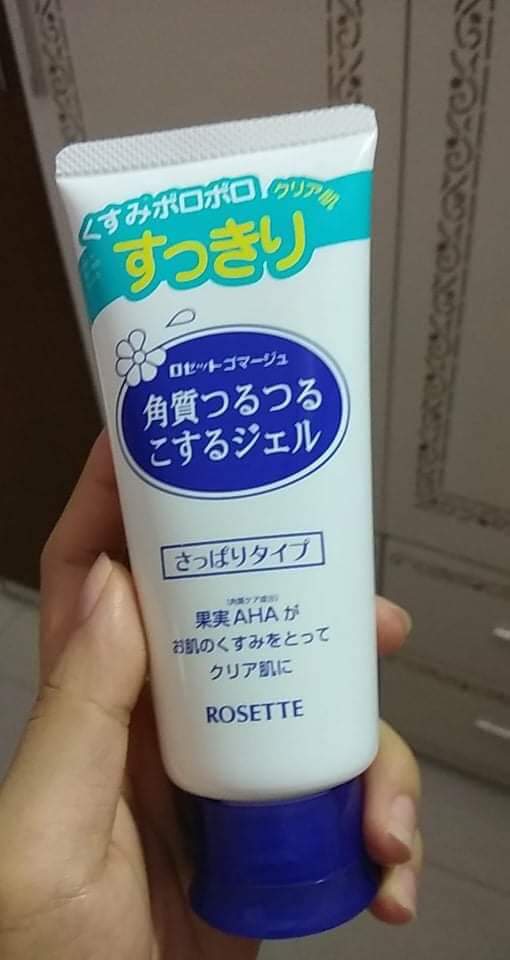 くすみポロポロ
クリア肌
すっきり
ロゼットゴマージュ
角質つるつる
こするジェル
さっぱりタイプ
果実AHAが
お肌のくすみをとって
クリア肌に
ROSETTE